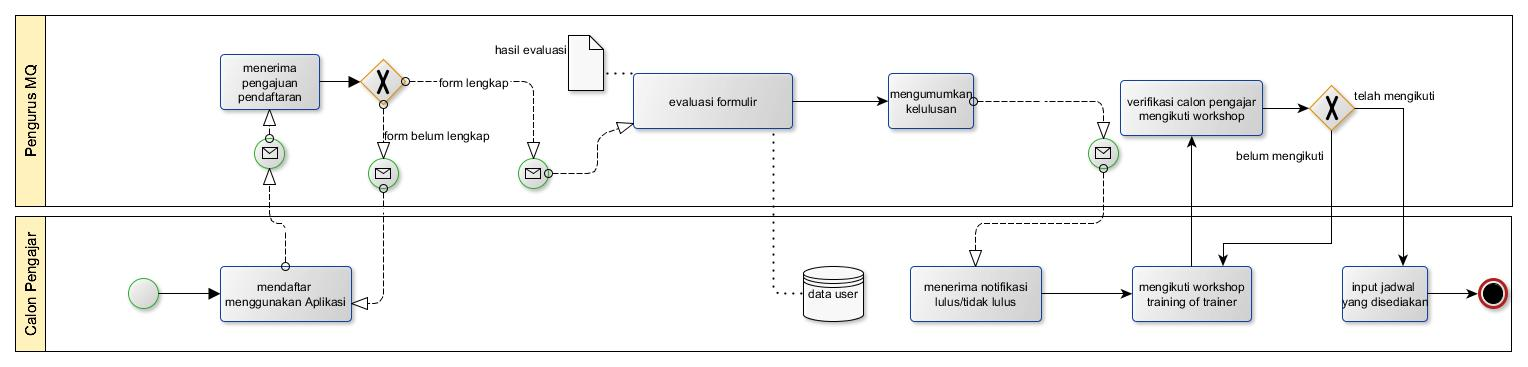 Pengurus MQ
menerima
pengajuan
pendaftaran
form lengkap
form belum lengkap
hasil evaluasi
evaluasi formulir
mengumumkan
kelulusan
verifikasi calon pengajar
mengikuti workshop
telah mengikuti
belum mengikuti
Calon Pengajar
mendaftar
menggunakan Aplikasi
data user
menerima notifikasi
lulus/tidak lulus
mengikuti workshop
training of trainer
input jadwal
yang disediakan